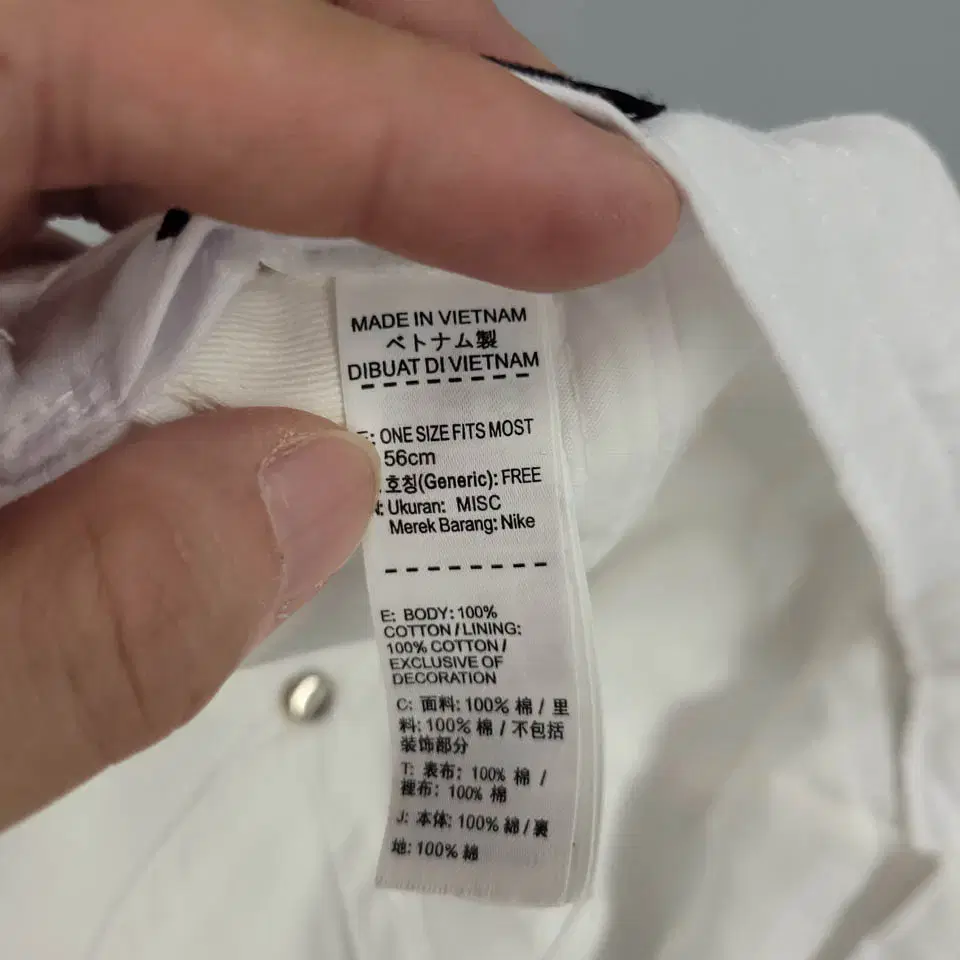 MADE IN VIETNAM
ベトナム製
DIBUAT DI VIETNAM
: ONE SIZE FITS MOST
56cm
호칭(Generic): FREE
: Ukuran: MISC
Merek Barang: Nike
E: BODY: 100%
COTTON / LINING:
100% COTTON /
EXCLUSIVE OF
DECORATION
C: 面料: 100% 棉 / 里
料: 100% 棉 / 不包括
装饰部分
T: 表布: 100% 棉 /
裡布: 100% 棉
J: 本体: 100% 綿 / 裏
地: 100% 綿